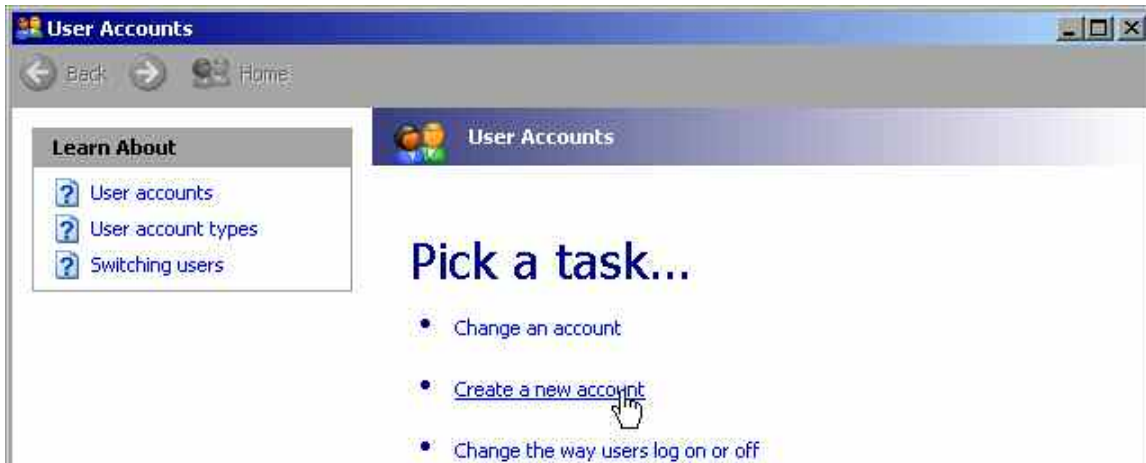 User Accounts
Back Home
Learn About
User accounts
User account types
Switching users
User Accounts
Pick a task...
• Change an account
• Create a new account
• Change the way users log on or off